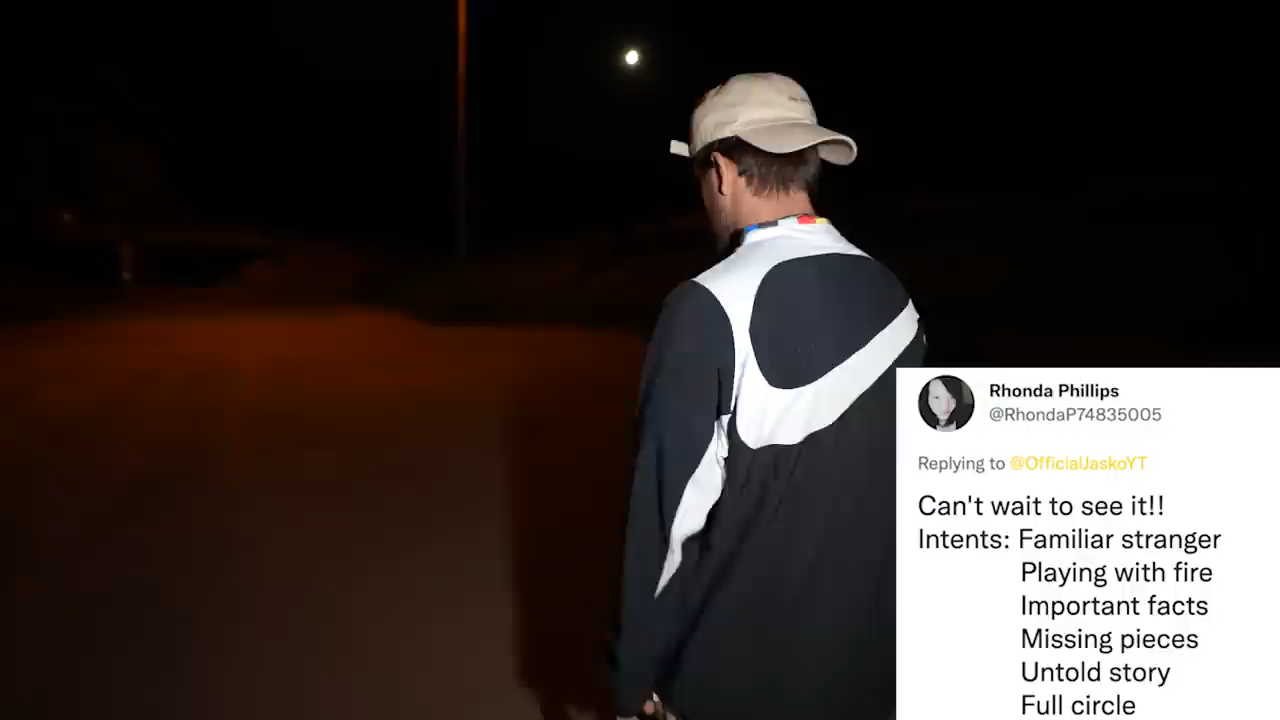 Rhonda Phillips
@RhondaP74835005
Replying to @OfficialJaskoYT
Can't wait to see it!!
Intents: Familiar stranger
Playing with fire
Important facts
Missing pieces
Untold story
Full circle